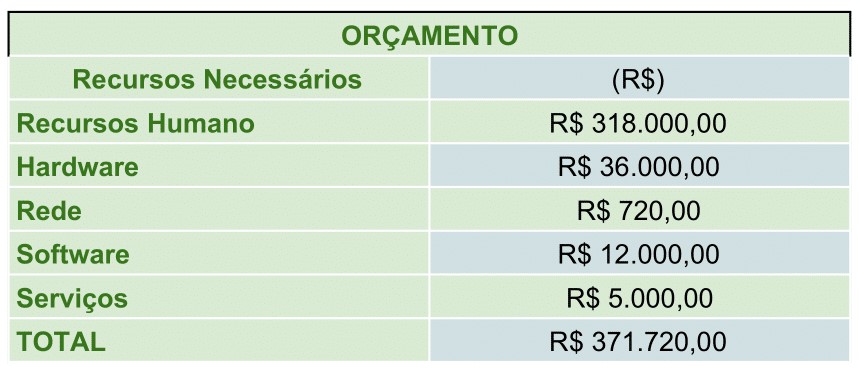 ORÇAMENTO
Recursos Necessários (R$)
Recursos Humano R$ 318.000,00
Hardware R$ 36.000,00
Rede R$ 720,00
Software R$ 12.000,00
Serviços R$ 5.000,00
TOTAL R$ 371.720,00